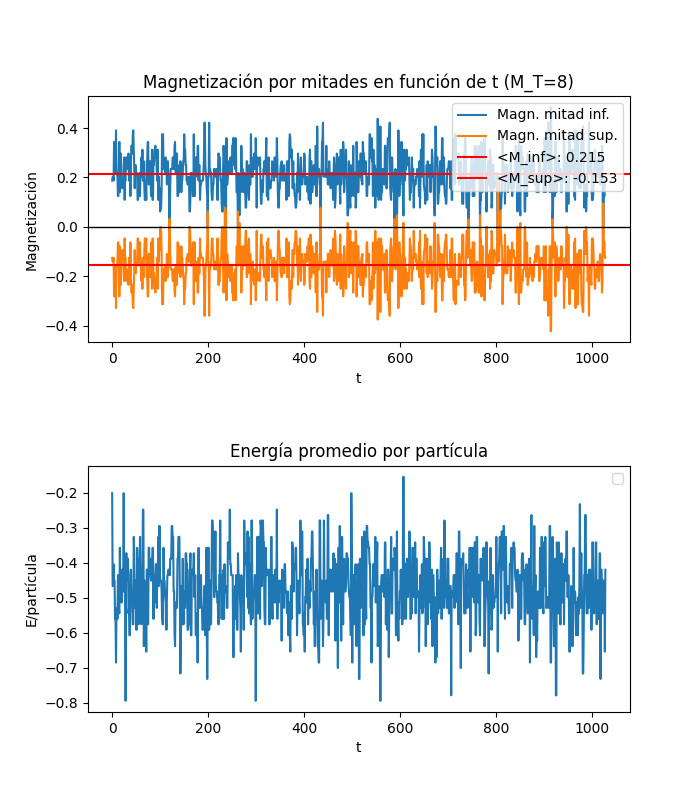 Magnetización por mitades en función de t (M_T=8)
Magn. mitad inf.
Magn. mitad sup.
<M_inf>: 0.215
<M_sup>: -0.153
Magnetización
0.4
0.2
0.0
−0.2
−0.4
0 200 400 600 800 1000
t
Energía promedio por partícula
E/partícula
−0.2
−0.3
−0.4
−0.5
−0.6
−0.7
−0.8
0 200 400 600 800 1000
t